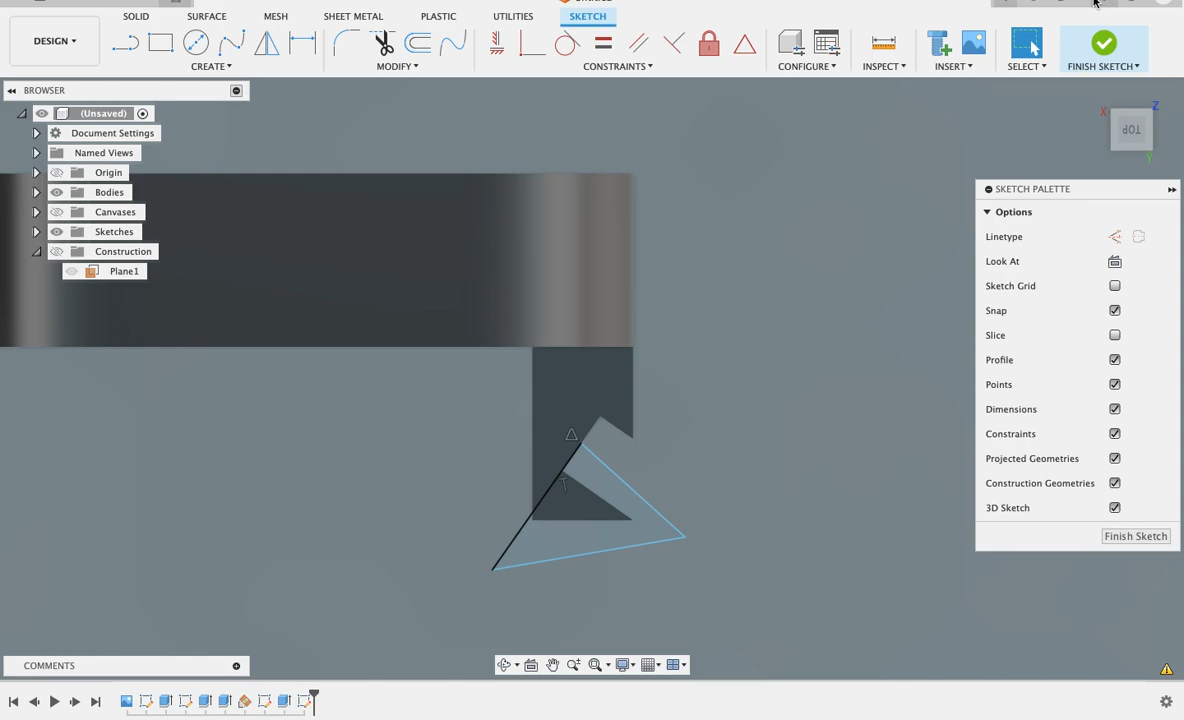 Untitled
SOLID SURFACE MESH SHEET METAL PLASTIC UTILITIES SKETCH
DESIGN
CREATE MODIFY CONSTRAINTS CONFIGURE INSPECT INSERT SELECT FINISH SKETCH
BROWSER
(Unsaved)
Document Settings
Named Views
Origin
Bodies
Canvases
Sketches
Construction
Plane1
X Z
TOP
Y
SKETCH PALETTE
Options
Linetype
Look At
Sketch Grid
Snap
Slice
Profile
Points
Dimensions
Constraints
Projected Geometries
Construction Geometries
3D Sketch
Finish Sketch
COMMENTS